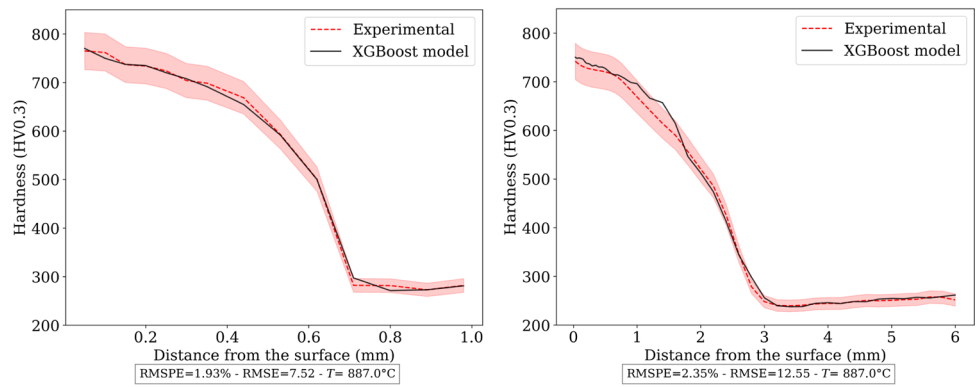 Experimental
XGBoost model
800
700
600
500
400
300
200
Hardness (HV0.3)
0.2 0.4 0.6 0.8 1.0
Distance from the surface (mm)
RMSPE=1.93% - RMSE=7.52 - T= 887.0°C
Experimental
XGBoost model
800
700
600
500
400
300
200
Hardness (HV0.3)
0 1 2 3 4 5 6
Distance from the surface (mm)
RMSPE=2.35% - RMSE=12.55 - T= 887.0°C